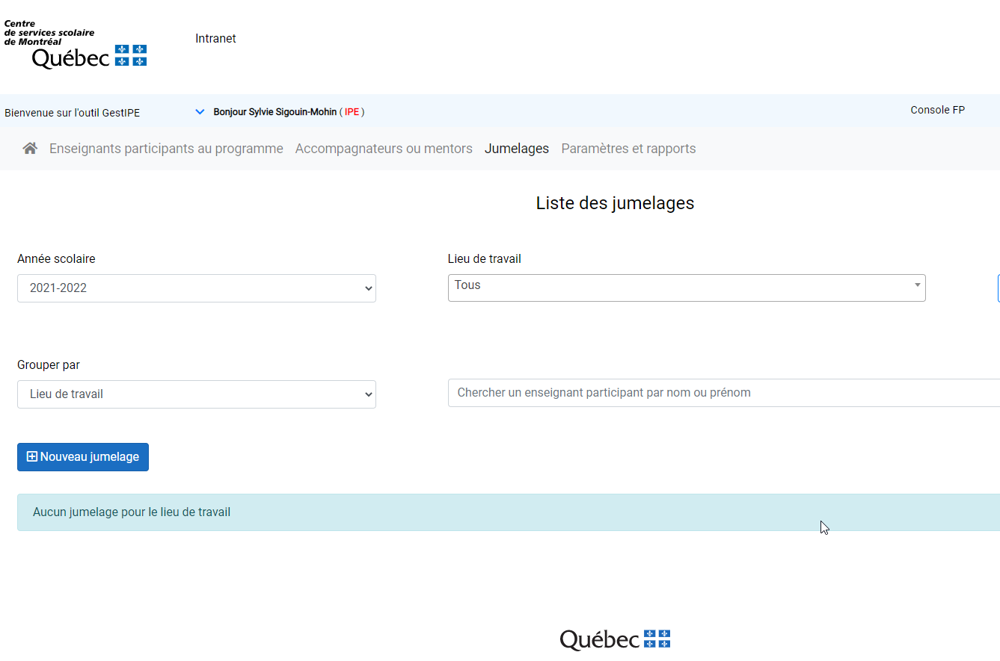 Centre
de services scolaire
de Montréal
Québec
Intranet
Bienvenue sur l'outil GestIPE
Bonjour Sylvie Sigouin-Mohin ( IPE )
Console FP
Enseignants participants au programme
Accompagnateurs ou mentors
Jumelages
Paramètres et rapports
Liste des jumelages
Année scolaire
Lieu de travail
2021-2022
Tous
Grouper par
Lieu de travail
Chercher un enseignant participant par nom ou prénom
Nouveau jumelage
Aucun jumelage pour le lieu de travail
Québec